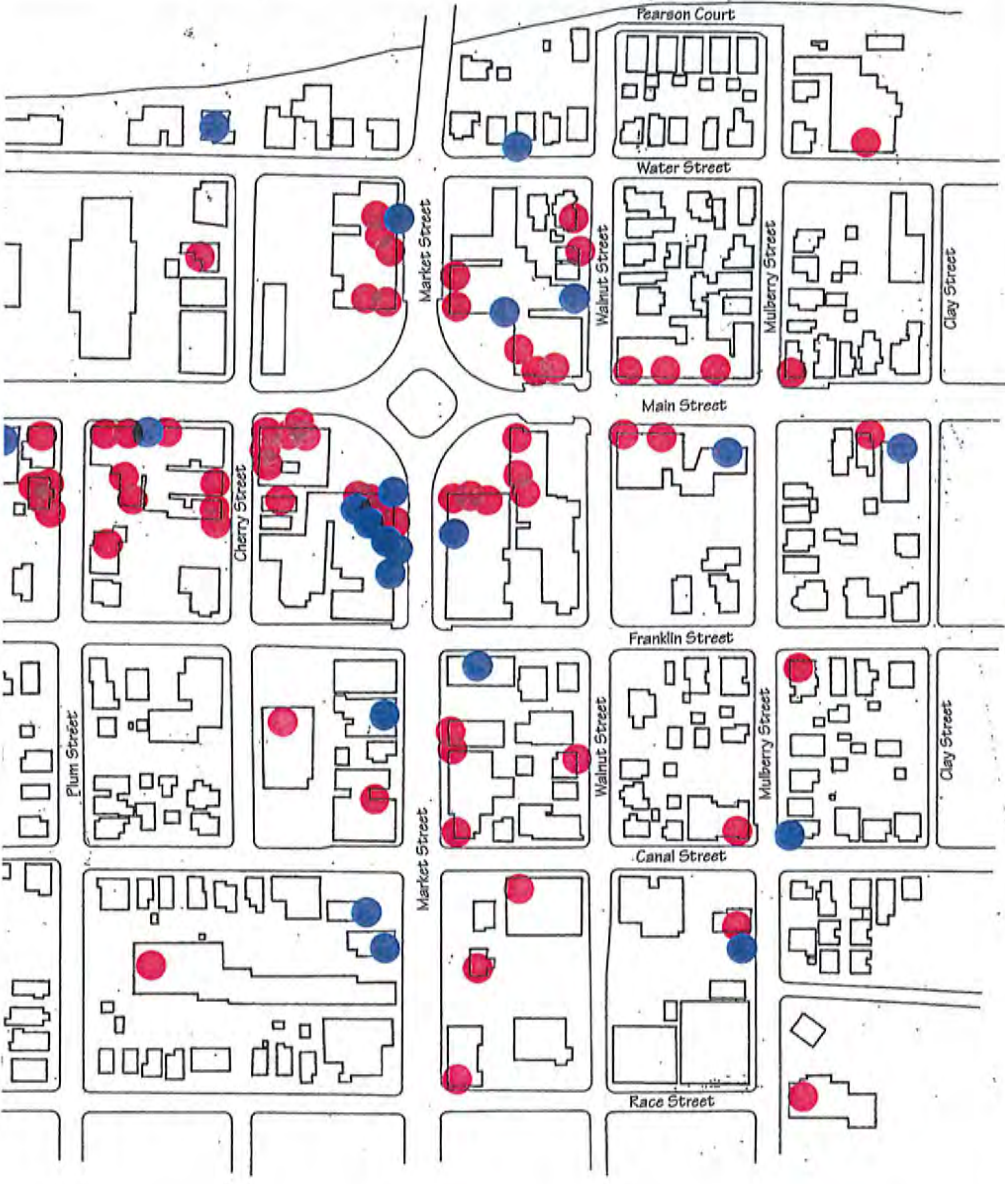 Pearson Court
Water Street
Market Street
Walnut Street
Mulberry Street
Clay Street
Main Street
Cherry Street
Franklin Street
Plum Street
Walnut Street
Mulberry Street
Clay Street
Market Street
Canal Street
Race Street